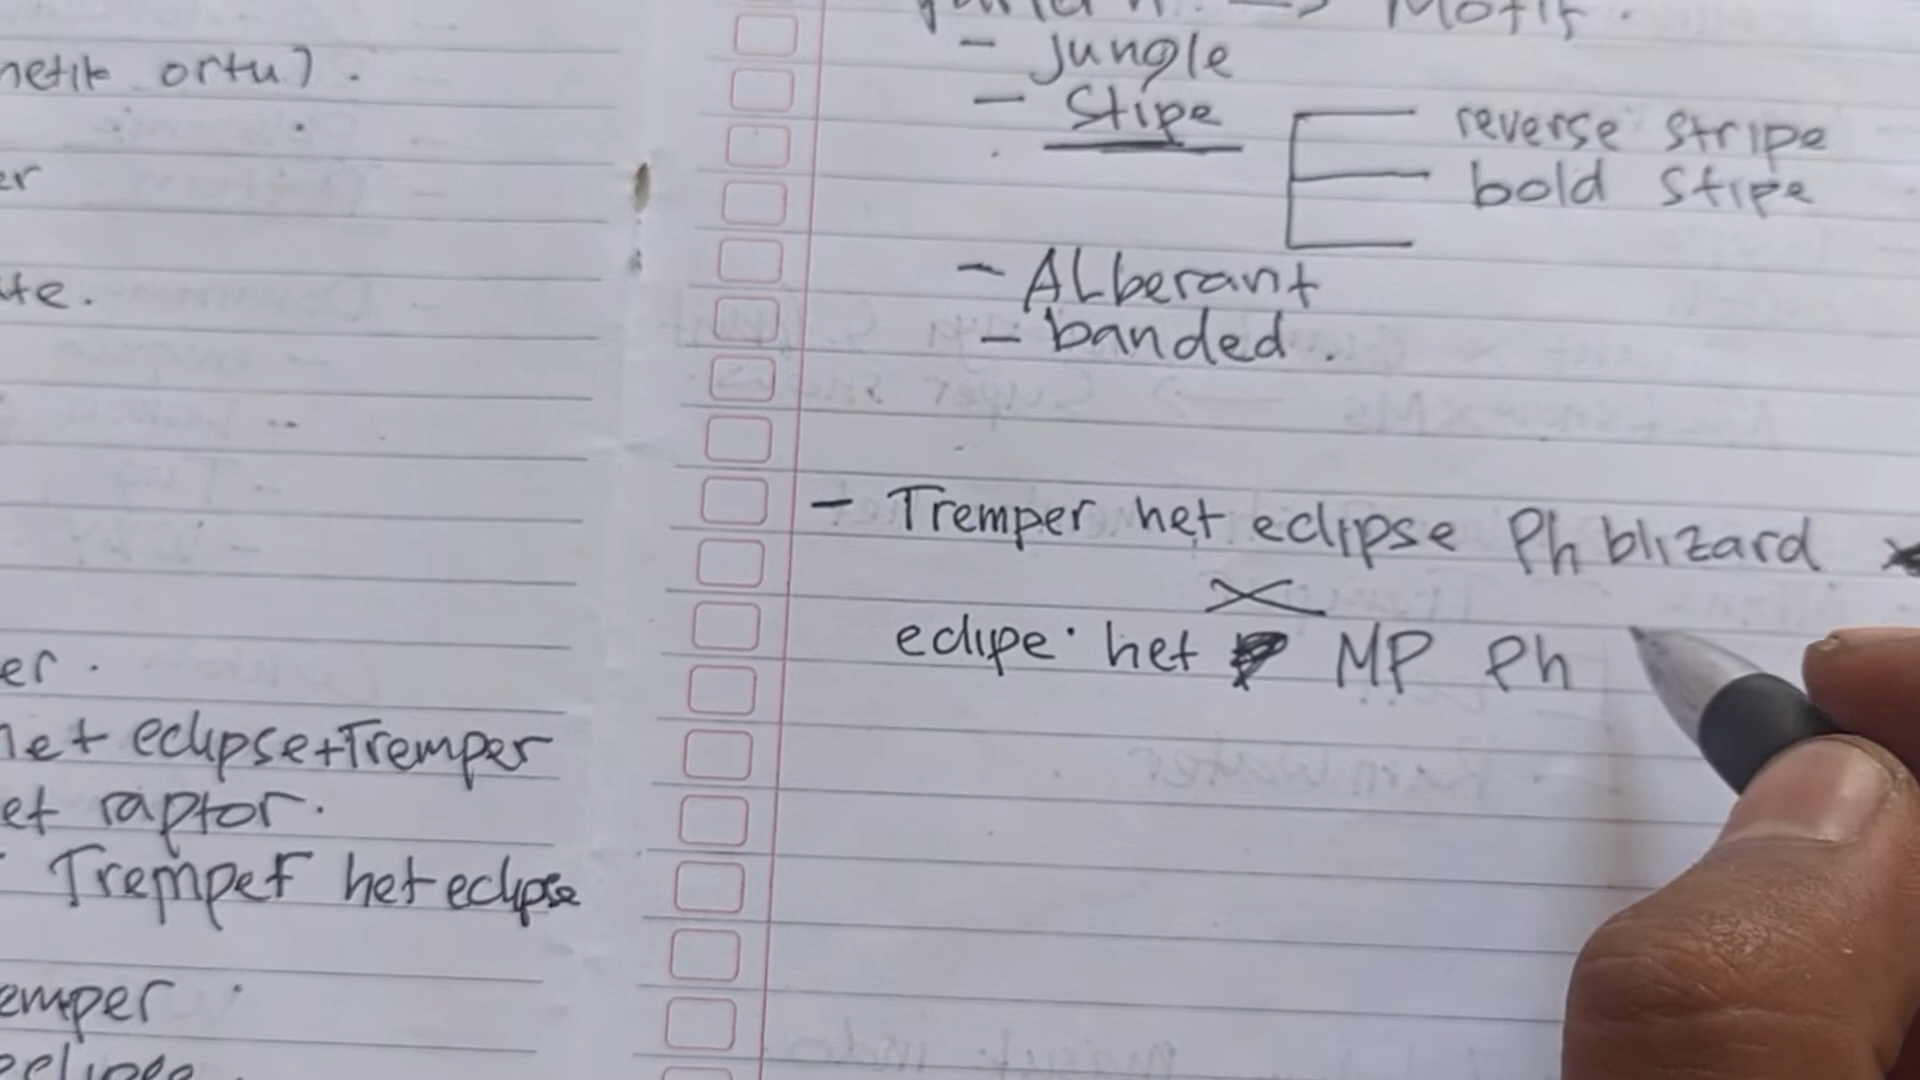 netik ortu).
er
te.
er.
het eclipse+Tremper
et raptor.
Tremper het eclipse
emper
Motif.
- Jungle
- Stipe
reverse stripe
bold stipe
- ALberant
- banded.
- Tremper het eclipse Ph blizard
×
eclipe het MP Ph